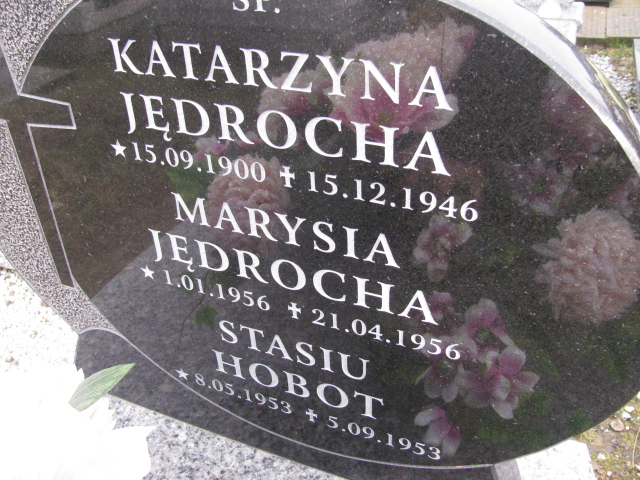 ŚP.
KATARZYNA
JĘDROCHA
★15.09.1900 ✝ 15.12.1946
MARYSIA
JĘDROCHA
★ 1.01.1956 ✝ 21.04.1956
STASIU
HOBOT
★ 8.05.1953 ✝ 5.09.1953